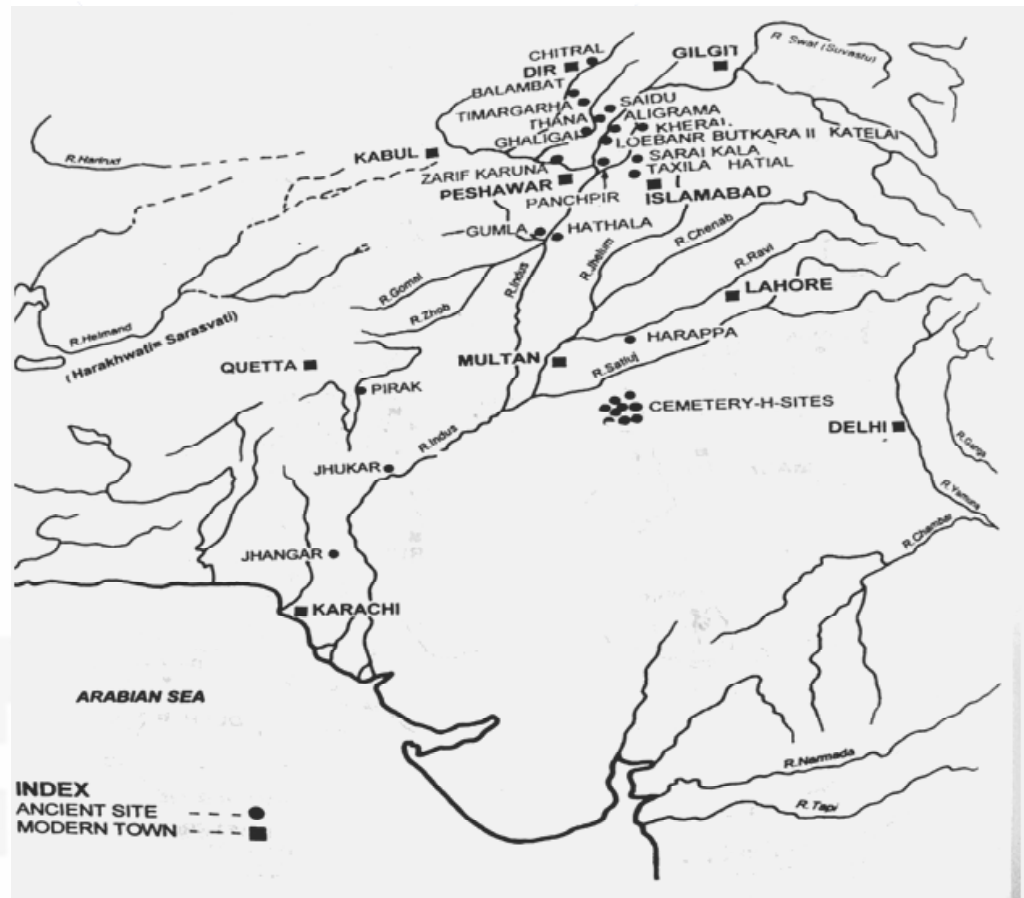 CHITRAL
GILGIT
R. Swat (Suvastu)
DIR
BALAMBAT
TIMARGARHA
SAIDU
THANA
ALIGRAMA
KHERAI
GHALIGAI
LOEBANR BUTKARA II KATELAI
R.Harirud
KABUL
SARAI KALA
ZARIF KARUNA
TAXILA HATIAL
PESHAWAR
PANCHPIR
ISLAMABAD
GUMLA
HATHALA
R.Chenab
R.Jhelum
R.Ravi
R.Indus
R.Gomal
LAHORE
R.Zhob
R.Helmand
(Harakhwati= Sarasvati)
HARAPPA
MULTAN
QUETTA
R.Satluj
PIRAK
CEMETERY-H-SITES
DELHI
R.Indus
R.Ganga
JHUKAR
R.Yamuna
R.Chambal
JHANGAR
KARACHI
ARABIAN SEA
R.Narmada
R.Tapi
INDEX
ANCIENT SITE
MODERN TOWN